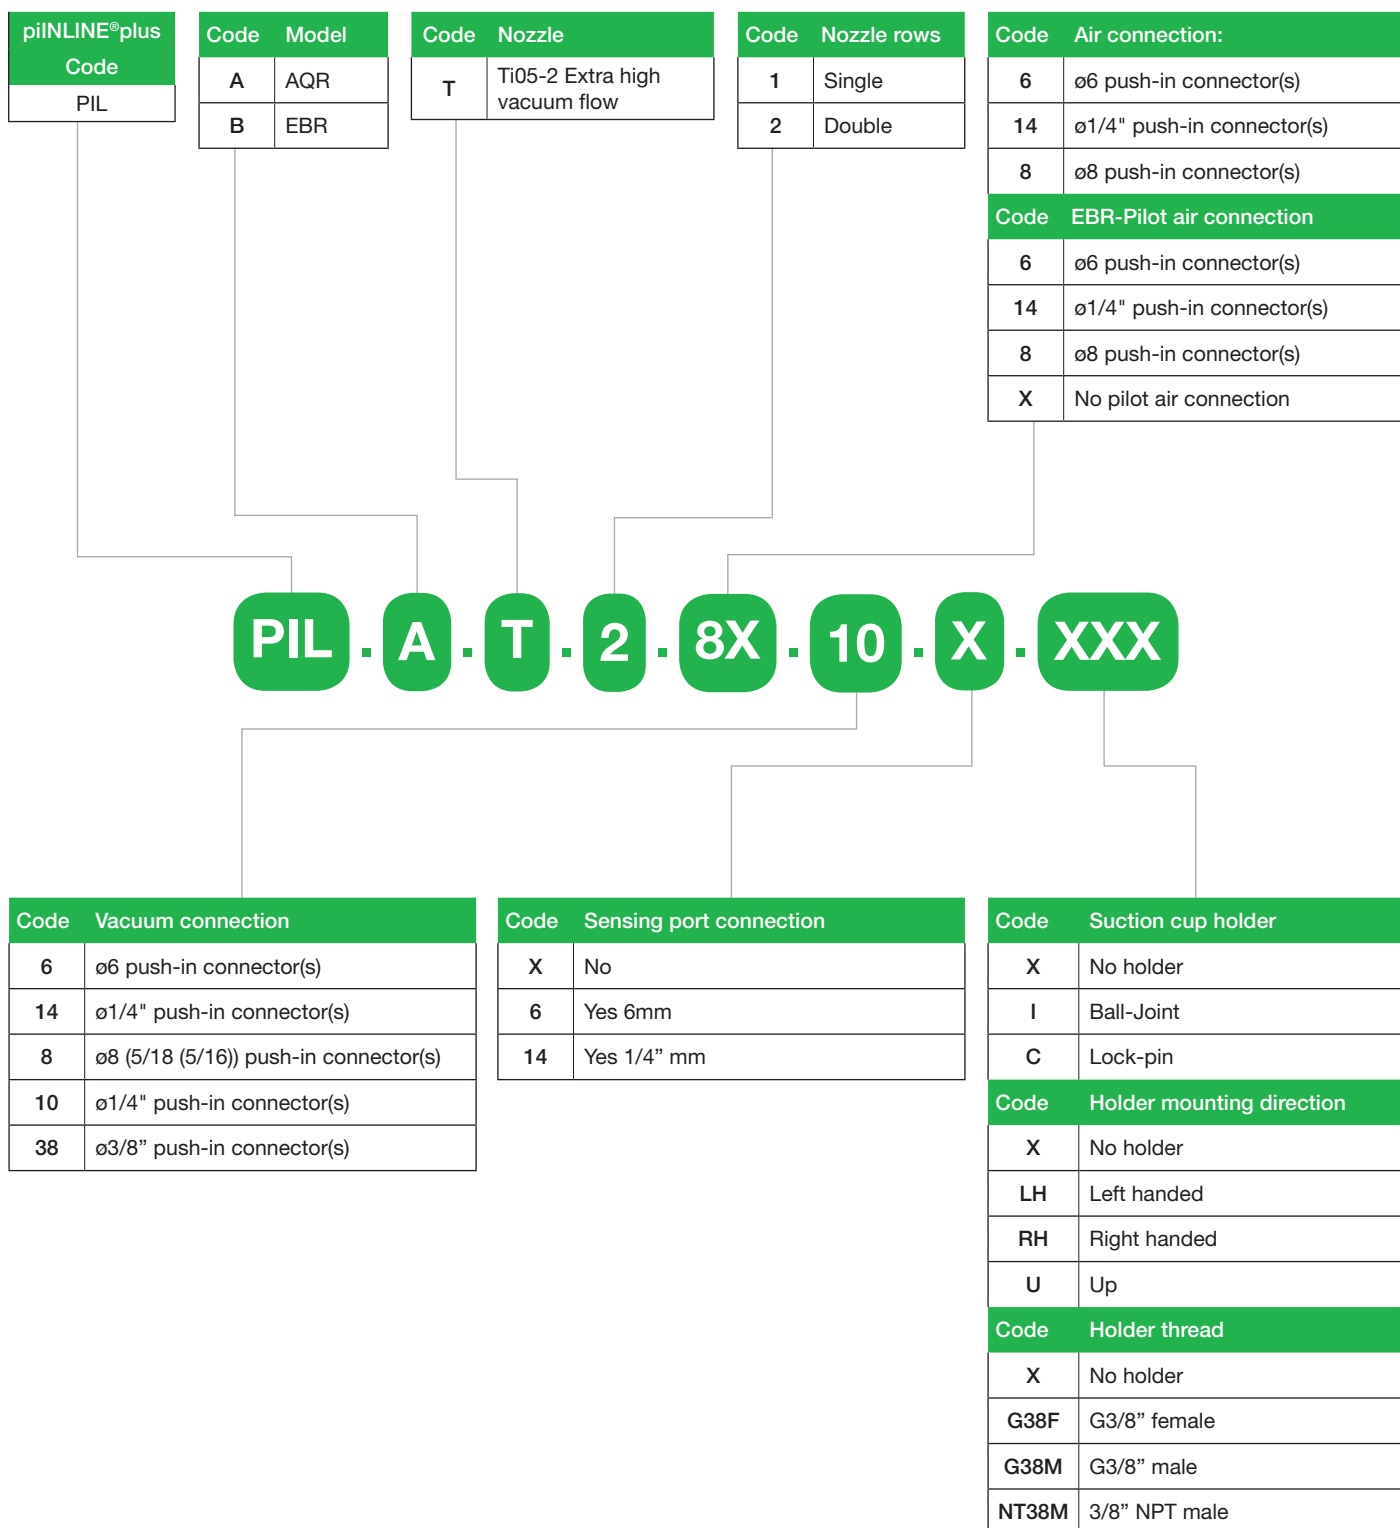 piINLINE®plus
Code
PIL
Code Model
A AQR
B EBR
Code Nozzle
T Ti05-2 Extra high
vacuum flow
Code Nozzle rows
1 Single
2 Double
Code Air connection:
6 ø6 push-in connector(s)
14 ø1/4" push-in connector(s)
8 ø8 push-in connector(s)
Code EBR-Pilot air connection
6 ø6 push-in connector(s)
14 ø1/4" push-in connector(s)
8 ø8 push-in connector(s)
X No pilot air connection
PIL . A . T . 2 . 8X . 10 . X . XXX
Code Vacuum connection
6 ø6 push-in connector(s)
14 ø1/4" push-in connector(s)
8 ø8 (5/18 (5/16)) push-in connector(s)
10 ø1/4" push-in connector(s)
38 ø3/8” push-in connector(s)
Code Sensing port connection
X No
6 Yes 6mm
14 Yes 1/4” mm
Code Suction cup holder
X No holder
I Ball-Joint
C Lock-pin
Code Holder mounting direction
X No holder
LH Left handed
RH Right handed
U Up
Code Holder thread
X No holder
G38F G3/8” female
G38M G3/8” male
NT38M 3/8” NPT male